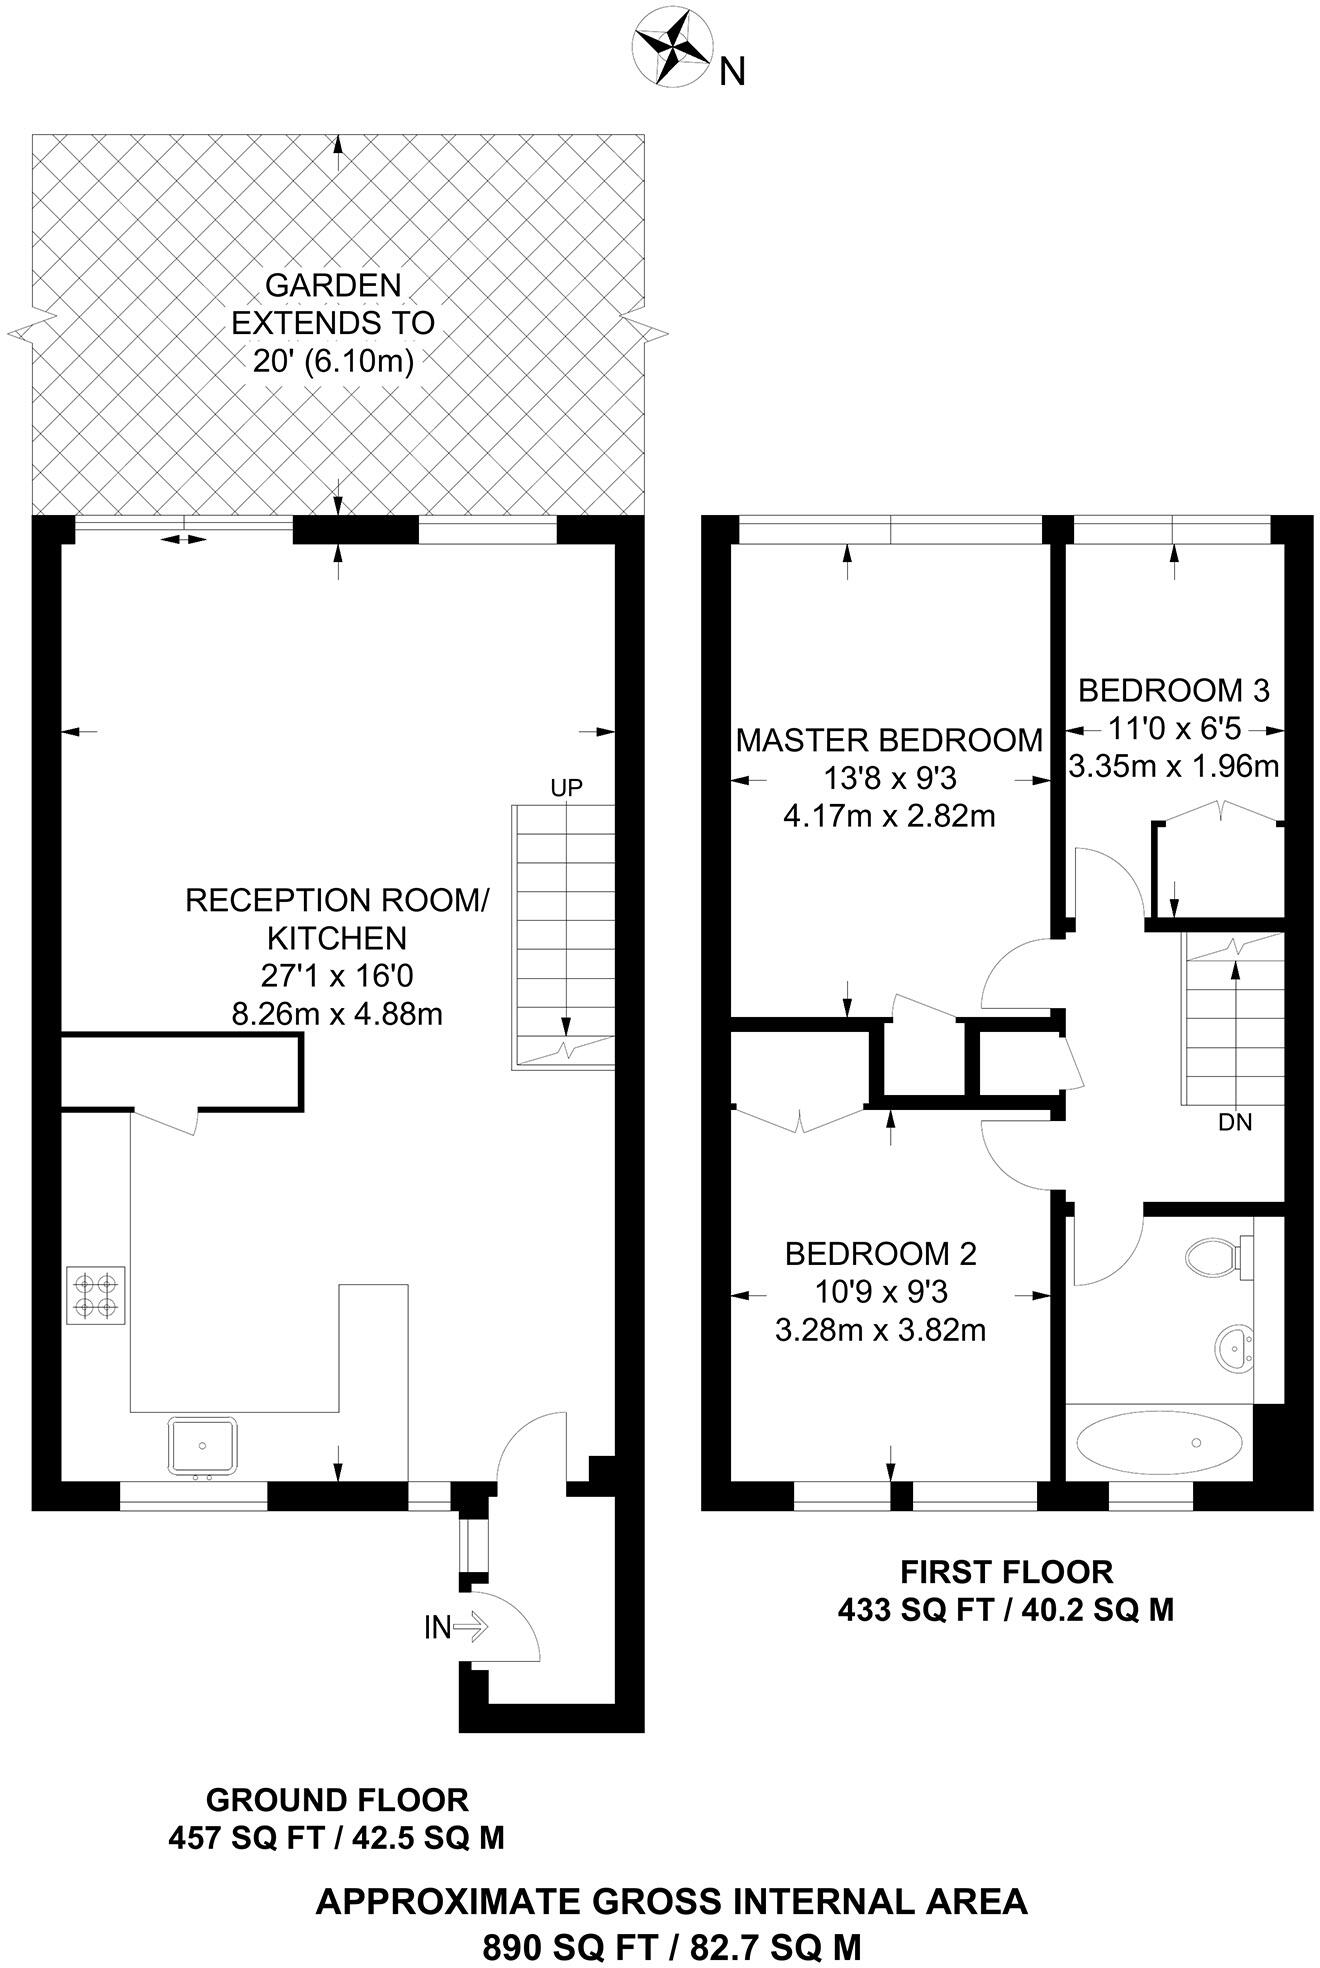 N
GARDEN
EXTENDS TO
20' (6.10m)
UP
RECEPTION ROOM/
KITCHEN
27'1 x 16'0
8.26m x 4.88m
IN
MASTER BEDROOM
13'8 x 9'3
4.17m x 2.82m
BEDROOM 3
11'0 x 6'5
3.35m x 1.96m
DN
BEDROOM 2
10'9 x 9'3
3.28m x 3.82m
FIRST FLOOR
433 SQ FT / 40.2 SQ M
GROUND FLOOR
457 SQ FT / 42.5 SQ M
APPROXIMATE GROSS INTERNAL AREA
890 SQ FT / 82.7 SQ M